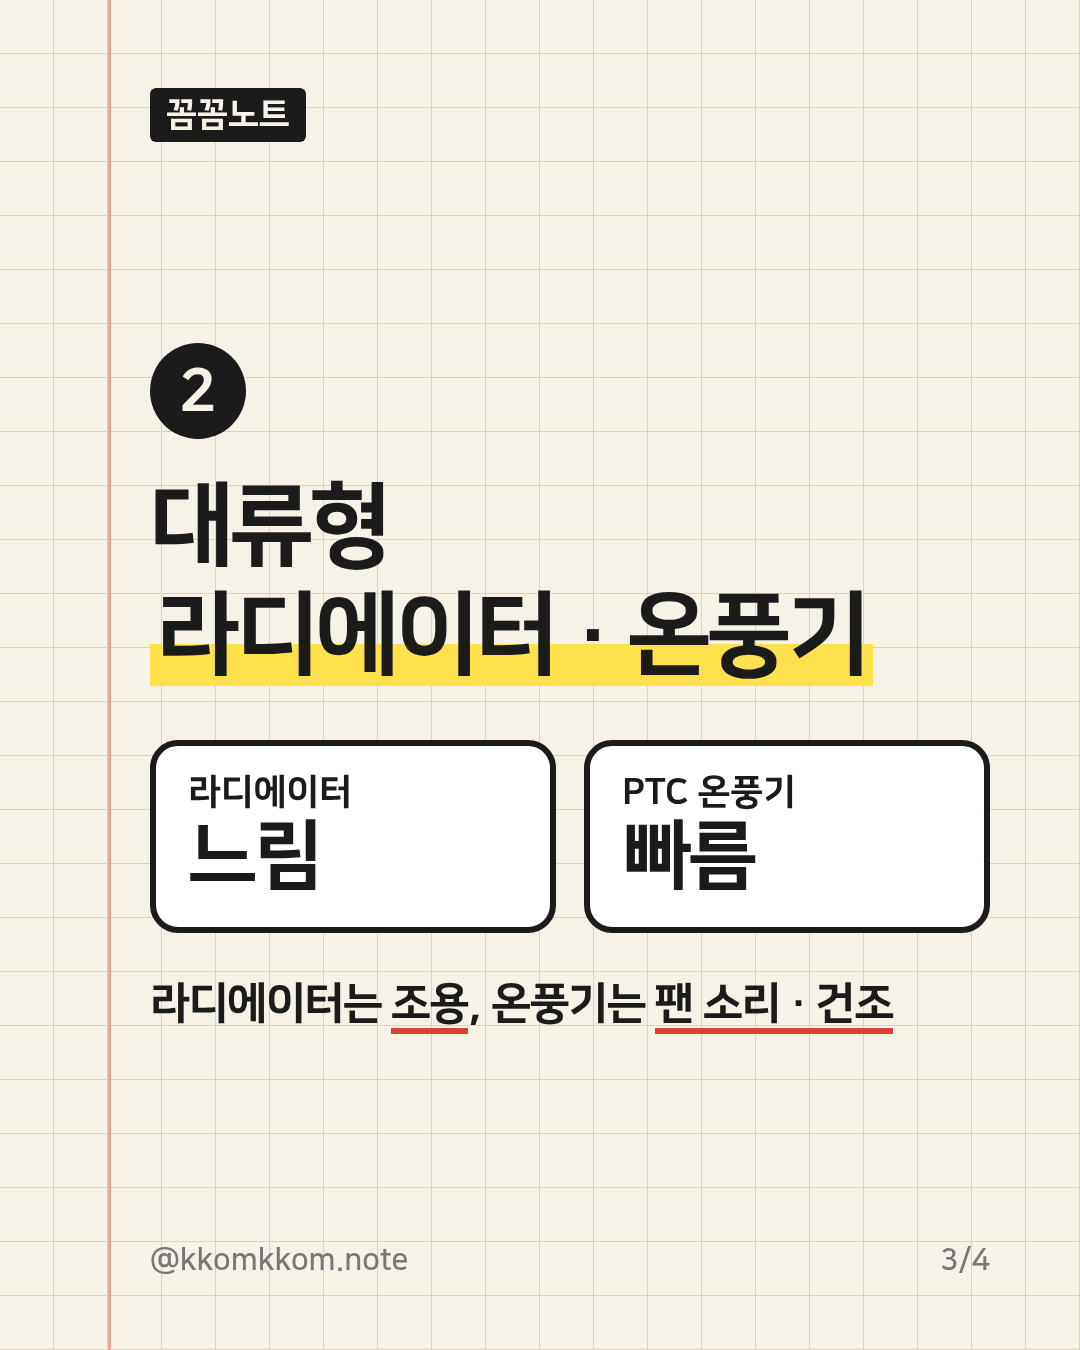 꼼꼼노트
2
대류형
라디에이터 · 온풍기
라디에이터
느림
PTC 온풍기
빠름
라디에이터는 조용, 온풍기는 팬 소리 · 건조
@kkomkkom.note
3/4